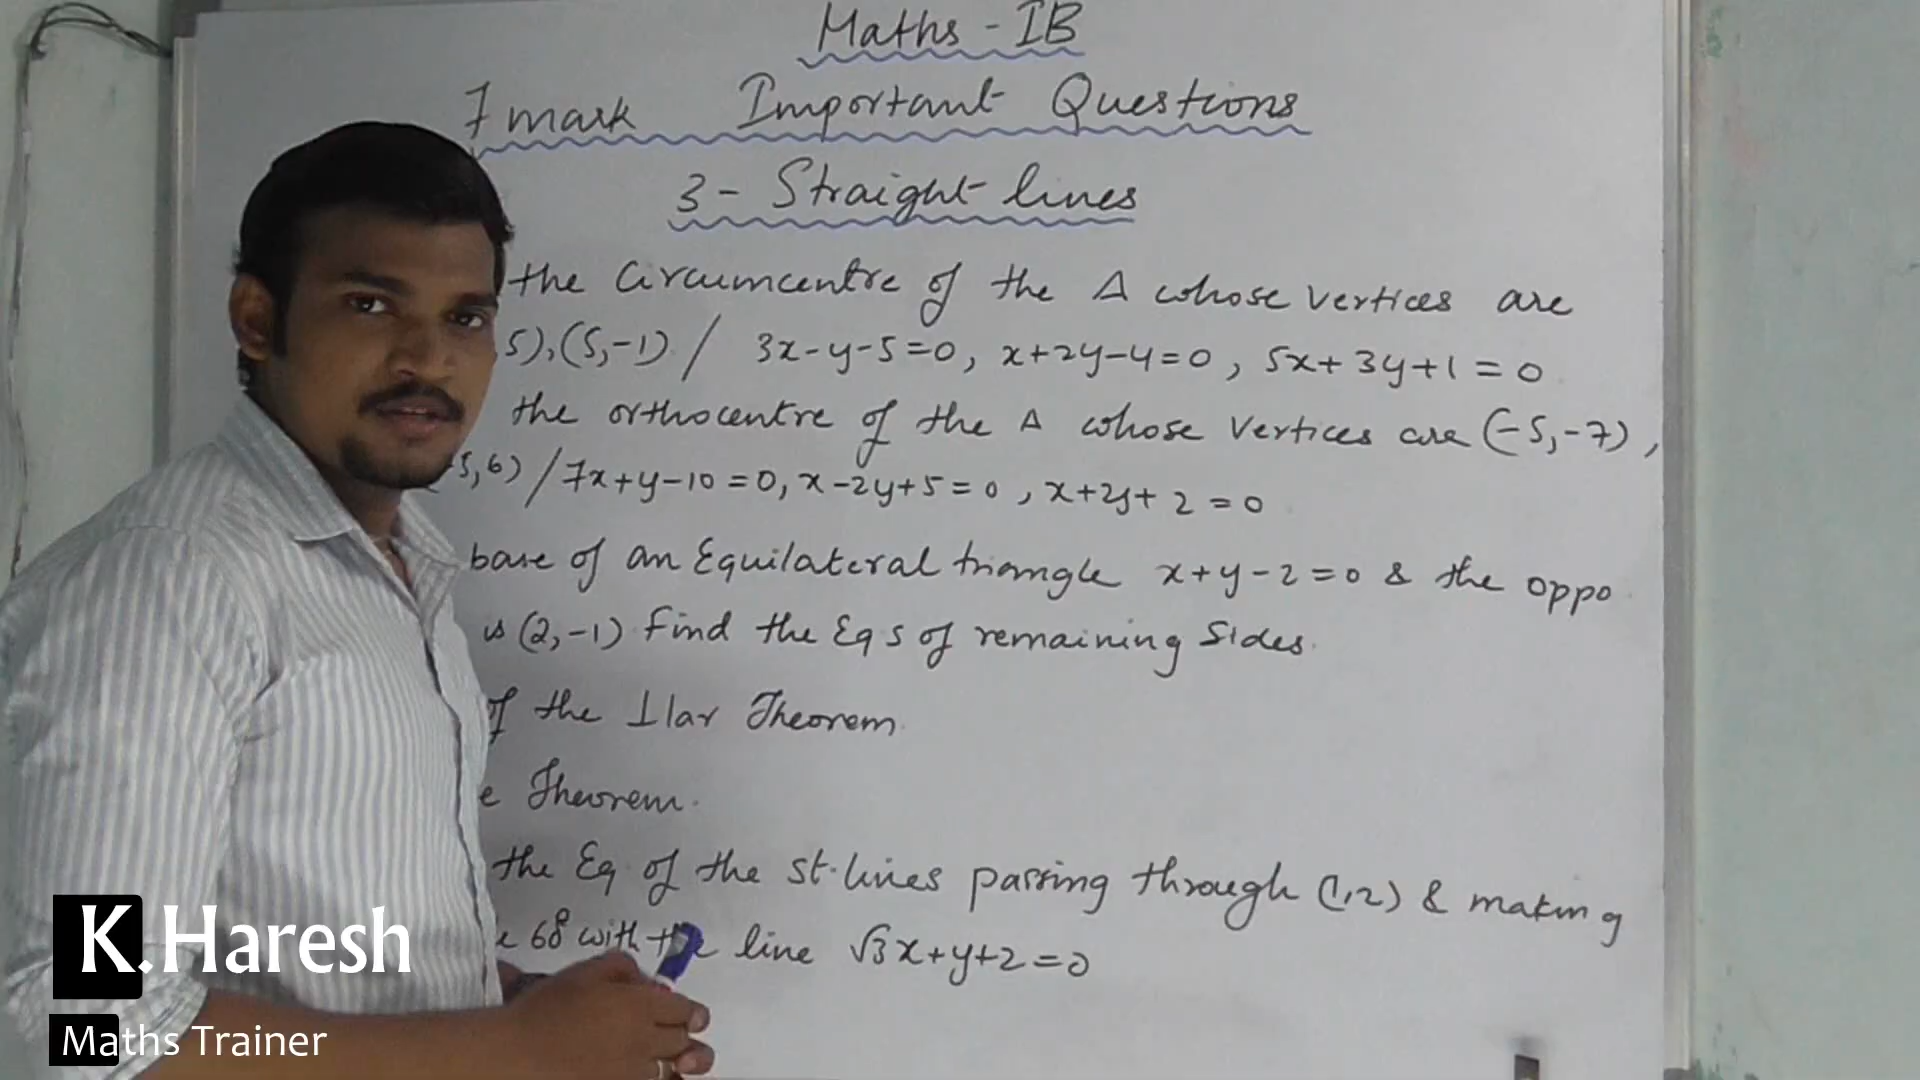 Maths - IB
7 mark Important Questions
3 - Straight lines
the Circumcentre of the Δ whose vertices are
5), (5,-1) / 3x-y-5=0, x+2y-4=0, 5x+3y+1=0
the orthocentre of the Δ whose vertices are (-5,-7),
5,6) / 7x+y-10=0, x-2y+5=0, x+2y+2=0
base of an Equilateral triangle x+y-2=0 & the oppo
is (2,-1) find the Eqs of remaining sides.
of the ⊥lar Theorem.
e Theorem.
the Eq. of the st. lines passing through (1,2) & making
e 60° with the line √3x+y+2=0
K.Haresh
Maths Trainer